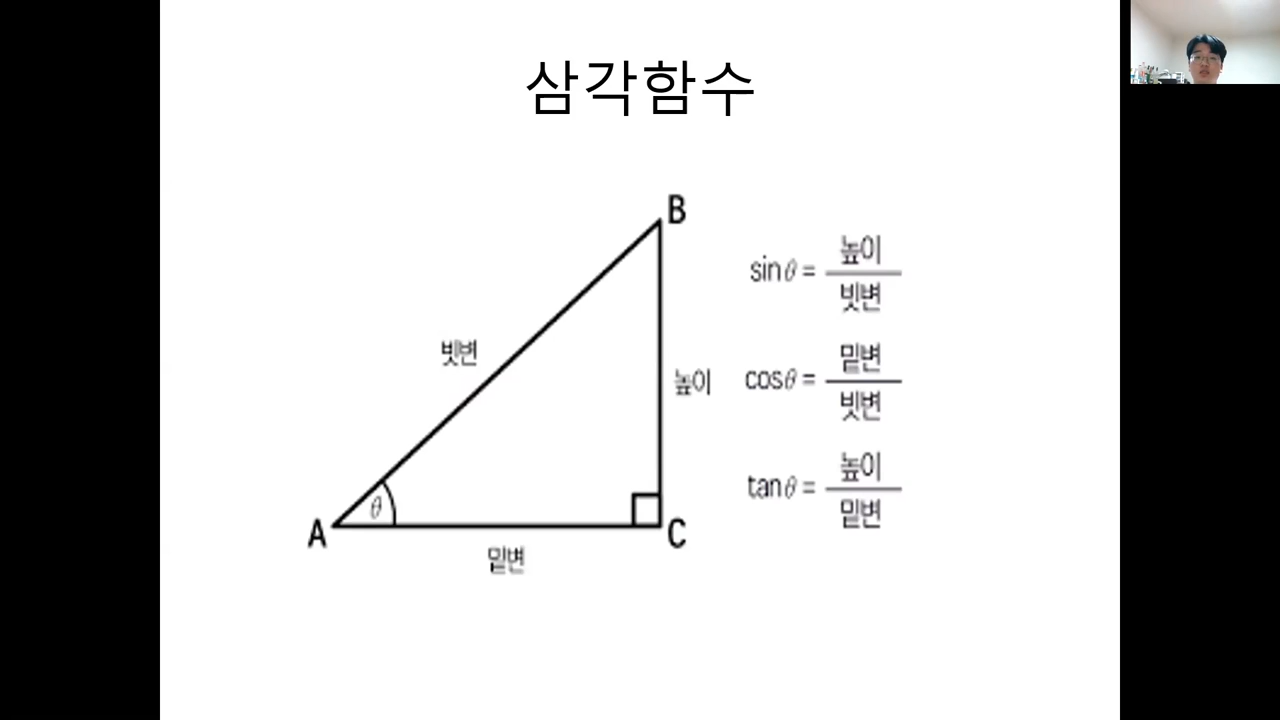 삼각함수
B
빗변
높이
θ
A
C
밑변
sinθ = 높이/빗변
cosθ = 밑변/빗변
tanθ = 높이/밑변